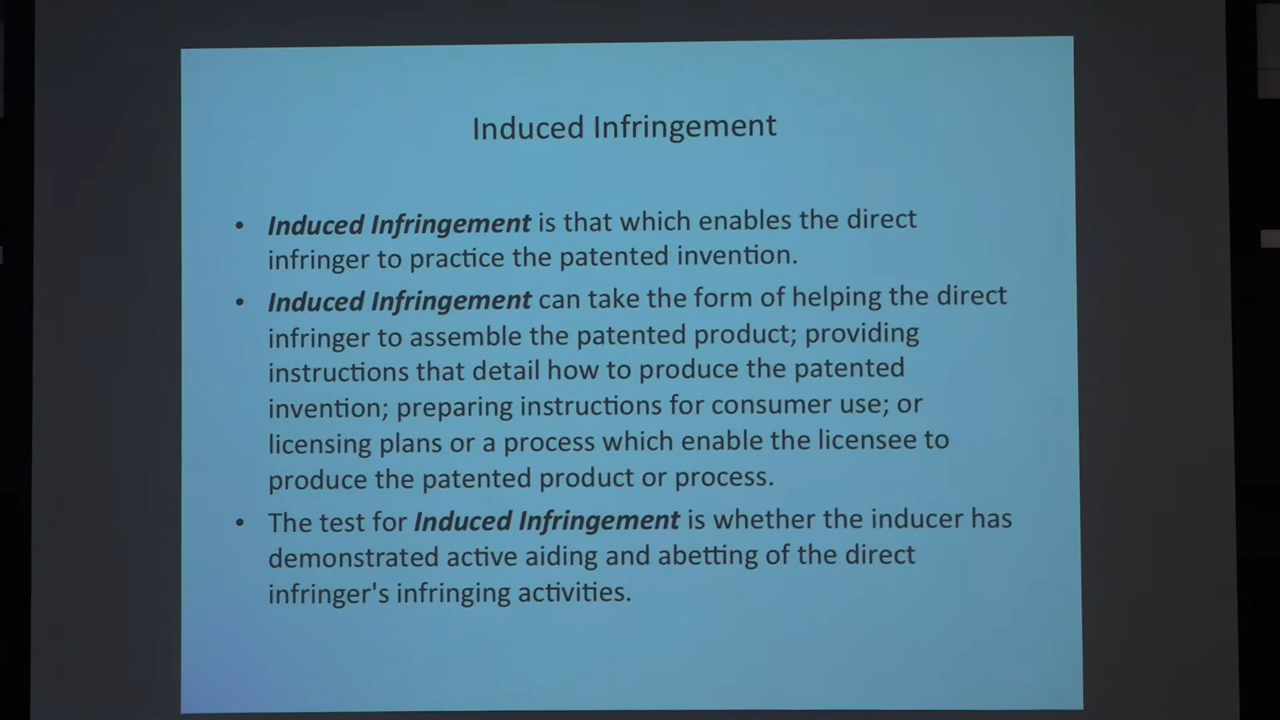 Induced Infringement
• Induced Infringement is that which enables the direct
infringer to practice the patented invention.
• Induced Infringement can take the form of helping the direct
infringer to assemble the patented product; providing
instructions that detail how to produce the patented
invention; preparing instructions for consumer use; or
licensing plans or a process which enable the licensee to
produce the patented product or process.
• The test for Induced Infringement is whether the inducer has
demonstrated active aiding and abetting of the direct
infringer's infringing activities.